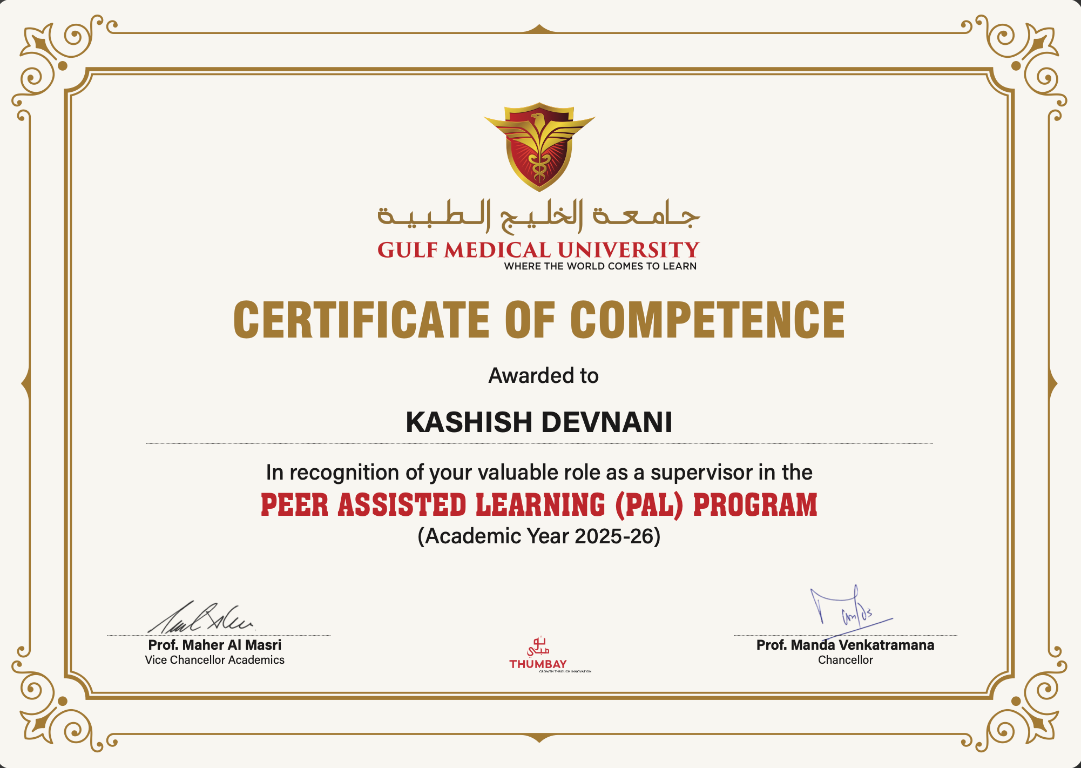 جامعة الخليج الطبية
GULF MEDICAL UNIVERSITY
WHERE THE WORLD COMES TO LEARN
CERTIFICATE OF COMPETENCE
Awarded to
KASHISH DEVNANI
In recognition of your valuable role as a supervisor in the
PEER ASSISTED LEARNING (PAL) PROGRAM
(Academic Year 2025-26)
Prof. Maher Al Masri
Vice Chancellor Academics
ثومبي
THUMBAY
Prof. Manda Venkatramana
Chancellor